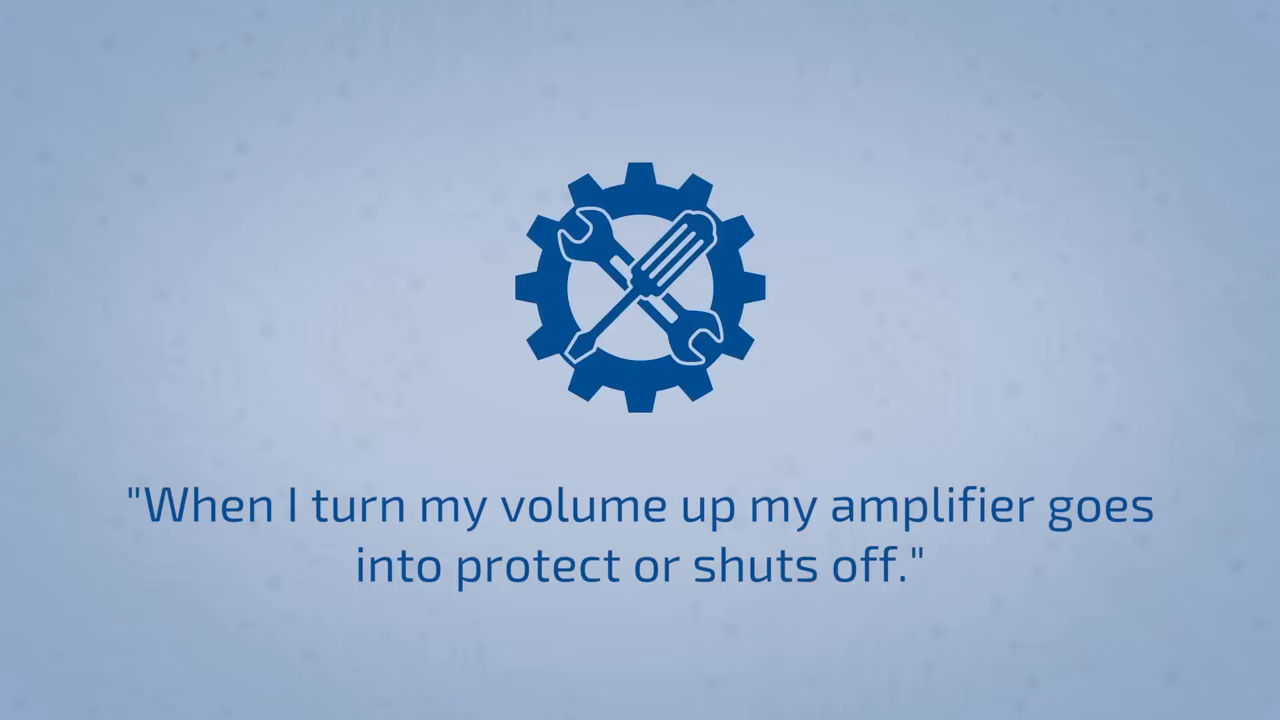 "When I turn my volume up my amplifier goes
into protect or shuts off."